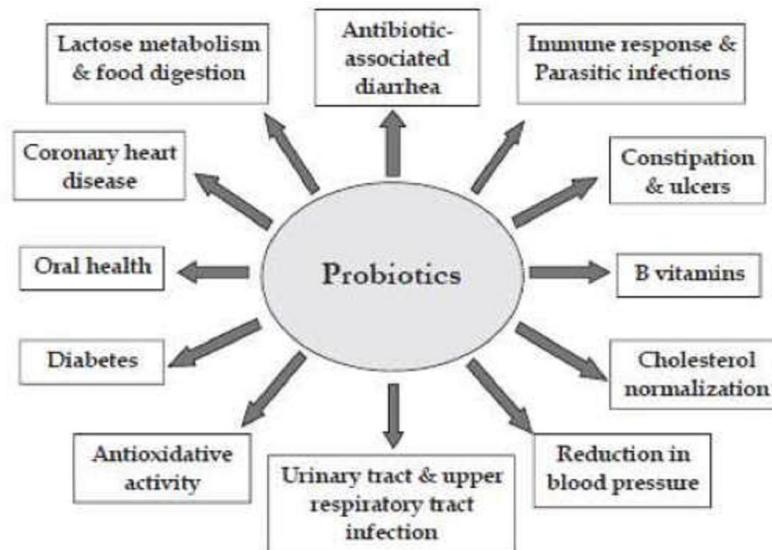 Lactose metabolism
& food digestion
Antibiotic-
associated
diarrhea
Immune response &
Parasitic infections
Coronary heart
disease
Constipation
& ulcers
Oral health
Probiotics
B vitamins
Diabetes
Cholesterol
normalization
Antioxidative
activity
Urinary tract & upper
respiratory tract
infection
Reduction in
blood pressure